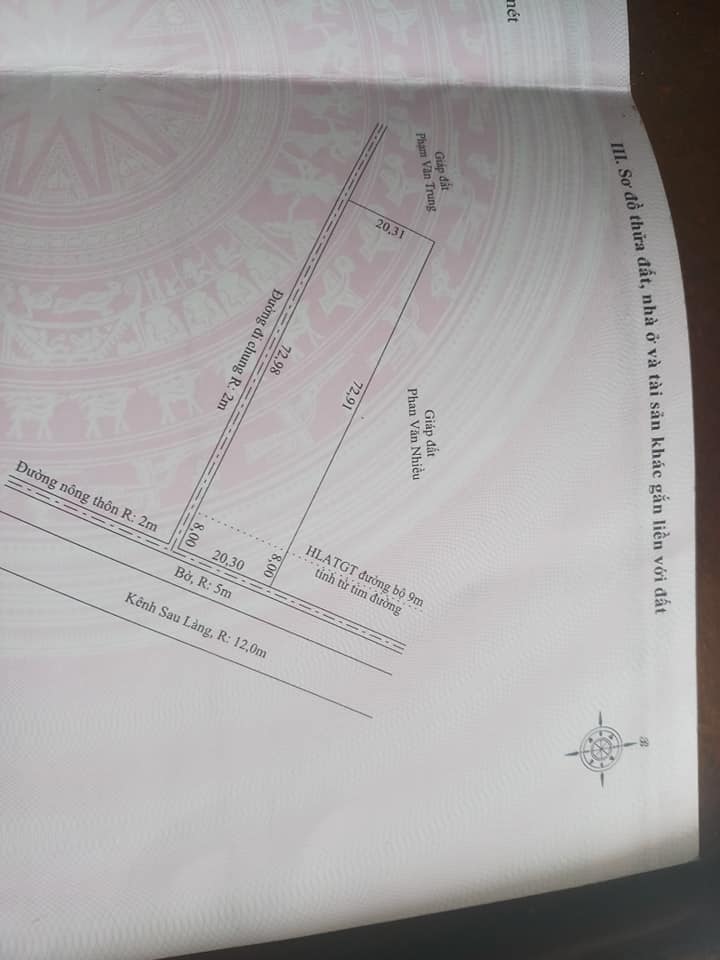 nét
III. Sơ đồ thửa đất, nhà ở và tài sản khác gắn liền với đất
Giáp đất
Phạm Văn Trung
20,31
Đường đi chung R: 2m
72,98
72,91
Giáp đất
Phan Văn Nhiều
Đường nông thôn R: 2m
8,00
20,30
8,00
HLATGT đường bộ 9m
tính từ tim đường
Bờ, R: 5m
Kênh Sau Làng, R: 12,0m
B